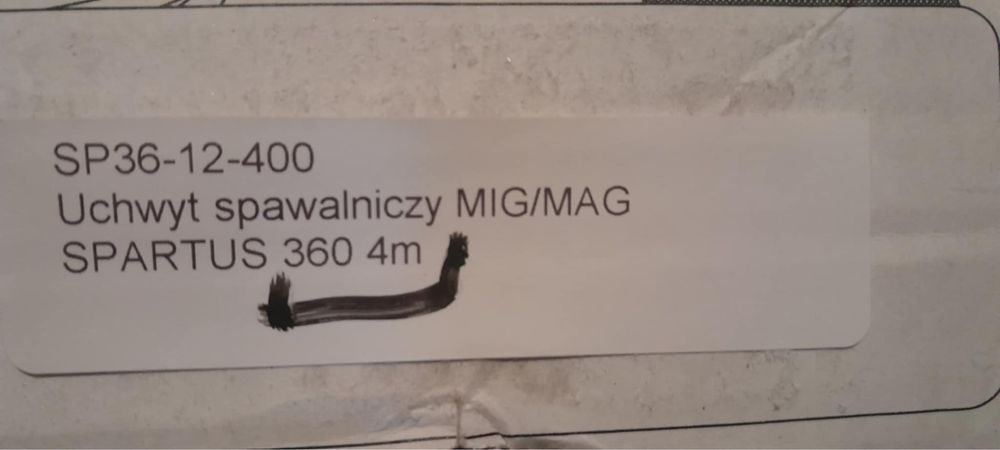 SP36-12-400
Uchwyt spawalniczy MIG/MAG
SPARTUS 360 4m